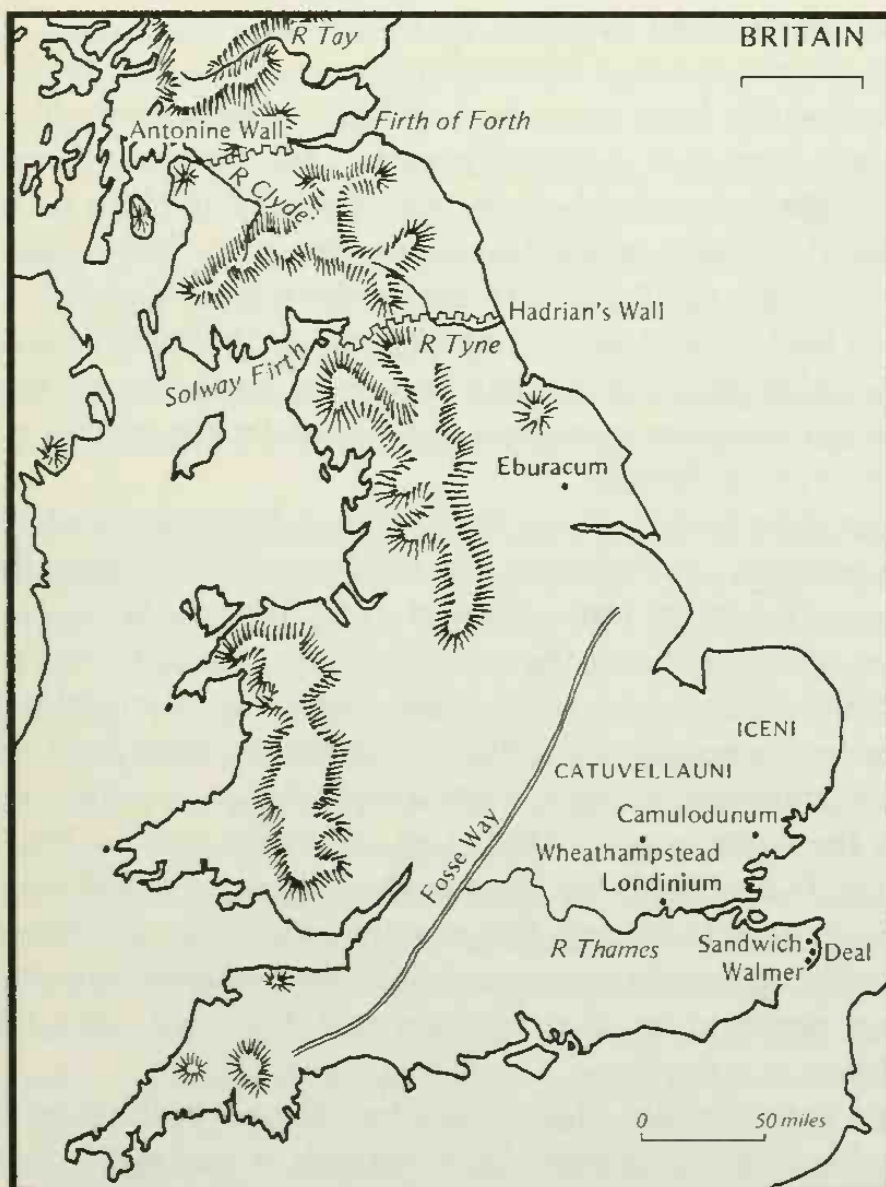 BRITAIN
R Tay
Firth of Forth
Antonine Wall
R Clyde
Hadrian's Wall
R Tyne
Solway Firth
Eburacum
ICENI
CATUVELLAUNI
Camulodunum
Fosse Way
Wheathampstead
Londinium
R Thames
Sandwich
Deal
Walmer
0 50 miles